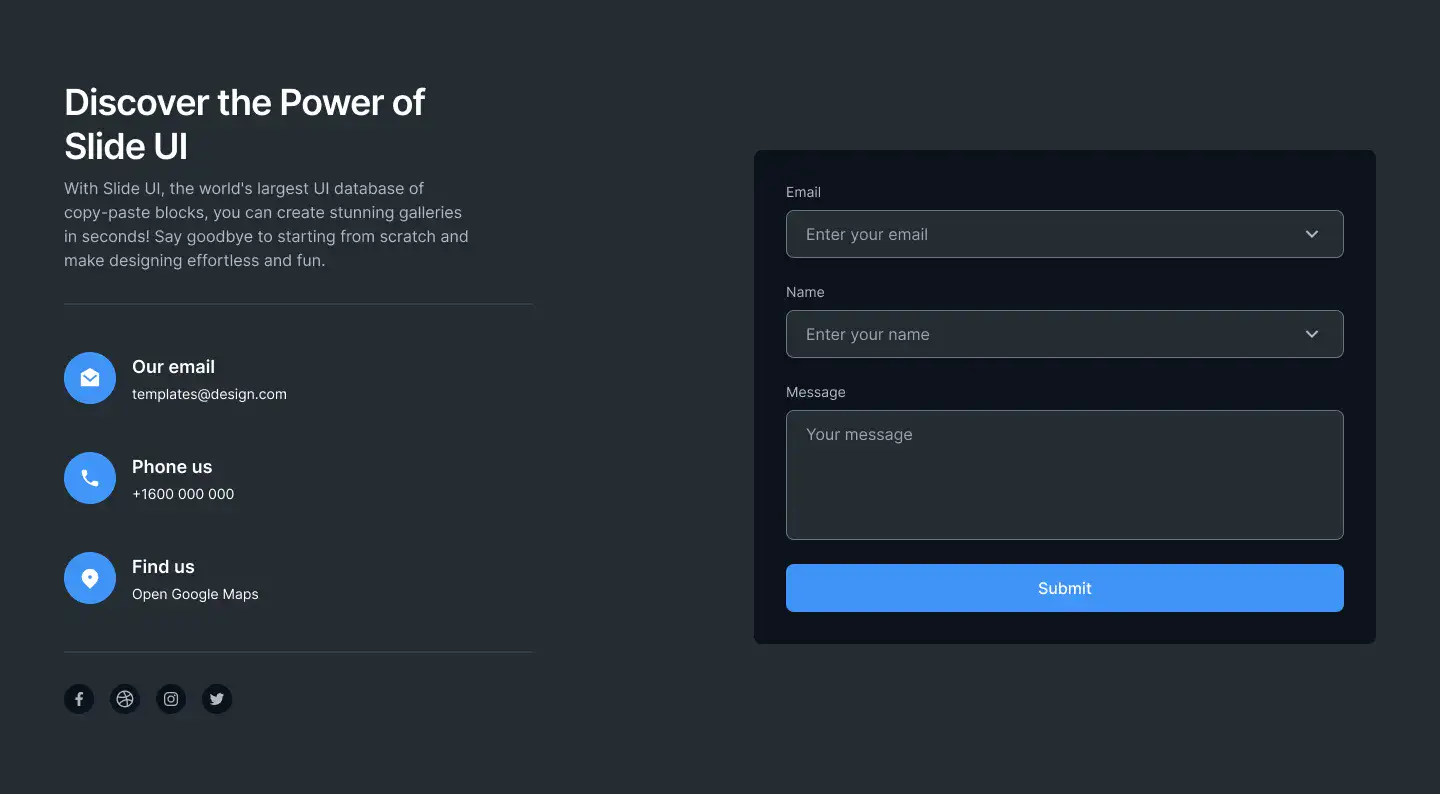 Discover the Power of
Slide UI
With Slide UI, the world's largest UI database of
copy-paste blocks, you can create stunning galleries
in seconds! Say goodbye to starting from scratch and
make designing effortless and fun.
Our email
templates@design.com
Phone us
+1600 000 000
Find us
Open Google Maps
Email
Enter your email
Name
Enter your name
Message
Your message
Submit